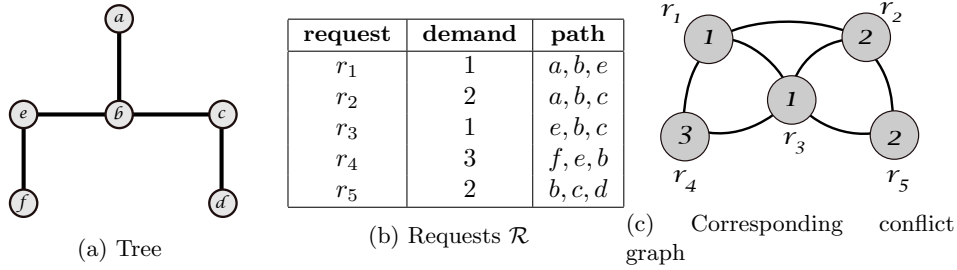 a
e
b
c
f
d
(a) Tree
request demand path
r1 1 a, b, e
r2 2 a, b, c
r3 1 e, b, c
r4 3 f, e, b
r5 2 b, c, d
(b) Requests R
r1
r2
1
2
1
3
2
r3
r4
r5
(c) Corresponding conflict
graph